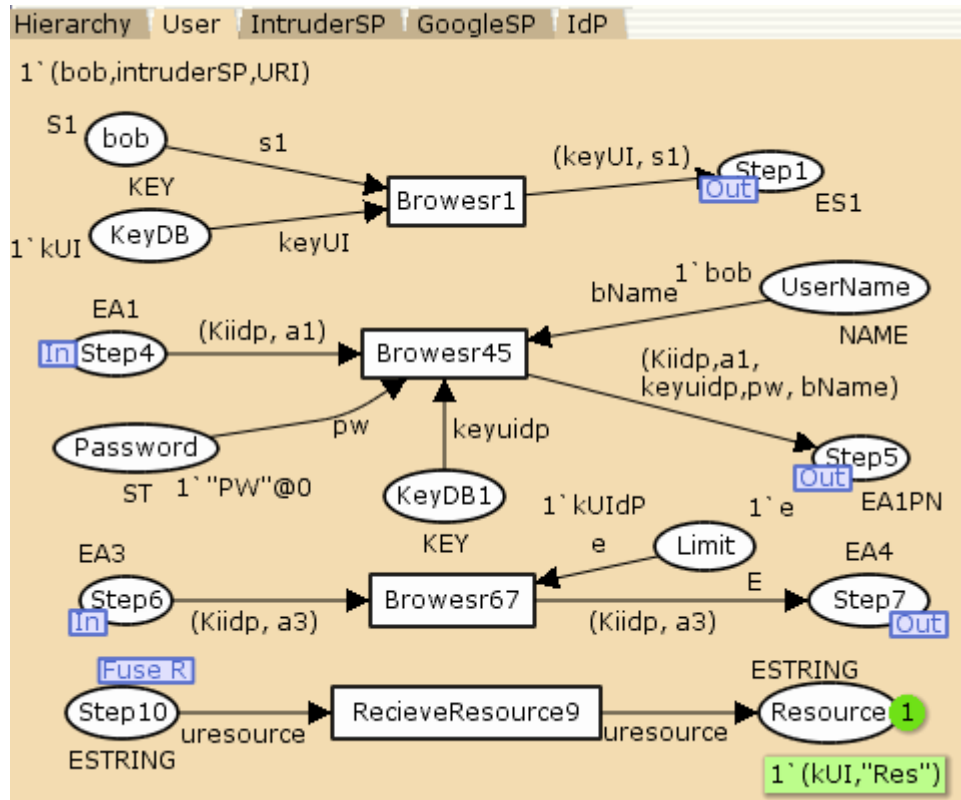 Hierarchy User IntruderSP GoogleSP IdP
1`(bob,intruderSP,URI)
S1
bob
s1
(keyUI, s1)
Step1
Out
KEY
Browesr1
ES1
KeyDB
1`kUI
keyUI
1`bob
UserName
bName
EA1
NAME
(Kiidp, a1)
In
Step4
Browesr45
(Kiidp,a1,
keyuidp,pw, bName)
pw
keyuidp
Password
Step5
Out
ST
1`"PW"@0
KeyDB1
EA1PN
1`kUIdP
1`e
KEY
e
Limit
EA3
EA4
E
Step6
In
Browesr67
Step7
Out
(Kiidp, a3)
(Kiidp, a3)
Fuse R
ESTRING
Step10
RecieveResource9
Resource
1
uresource
uresource
ESTRING
1`(kUI,"Res")